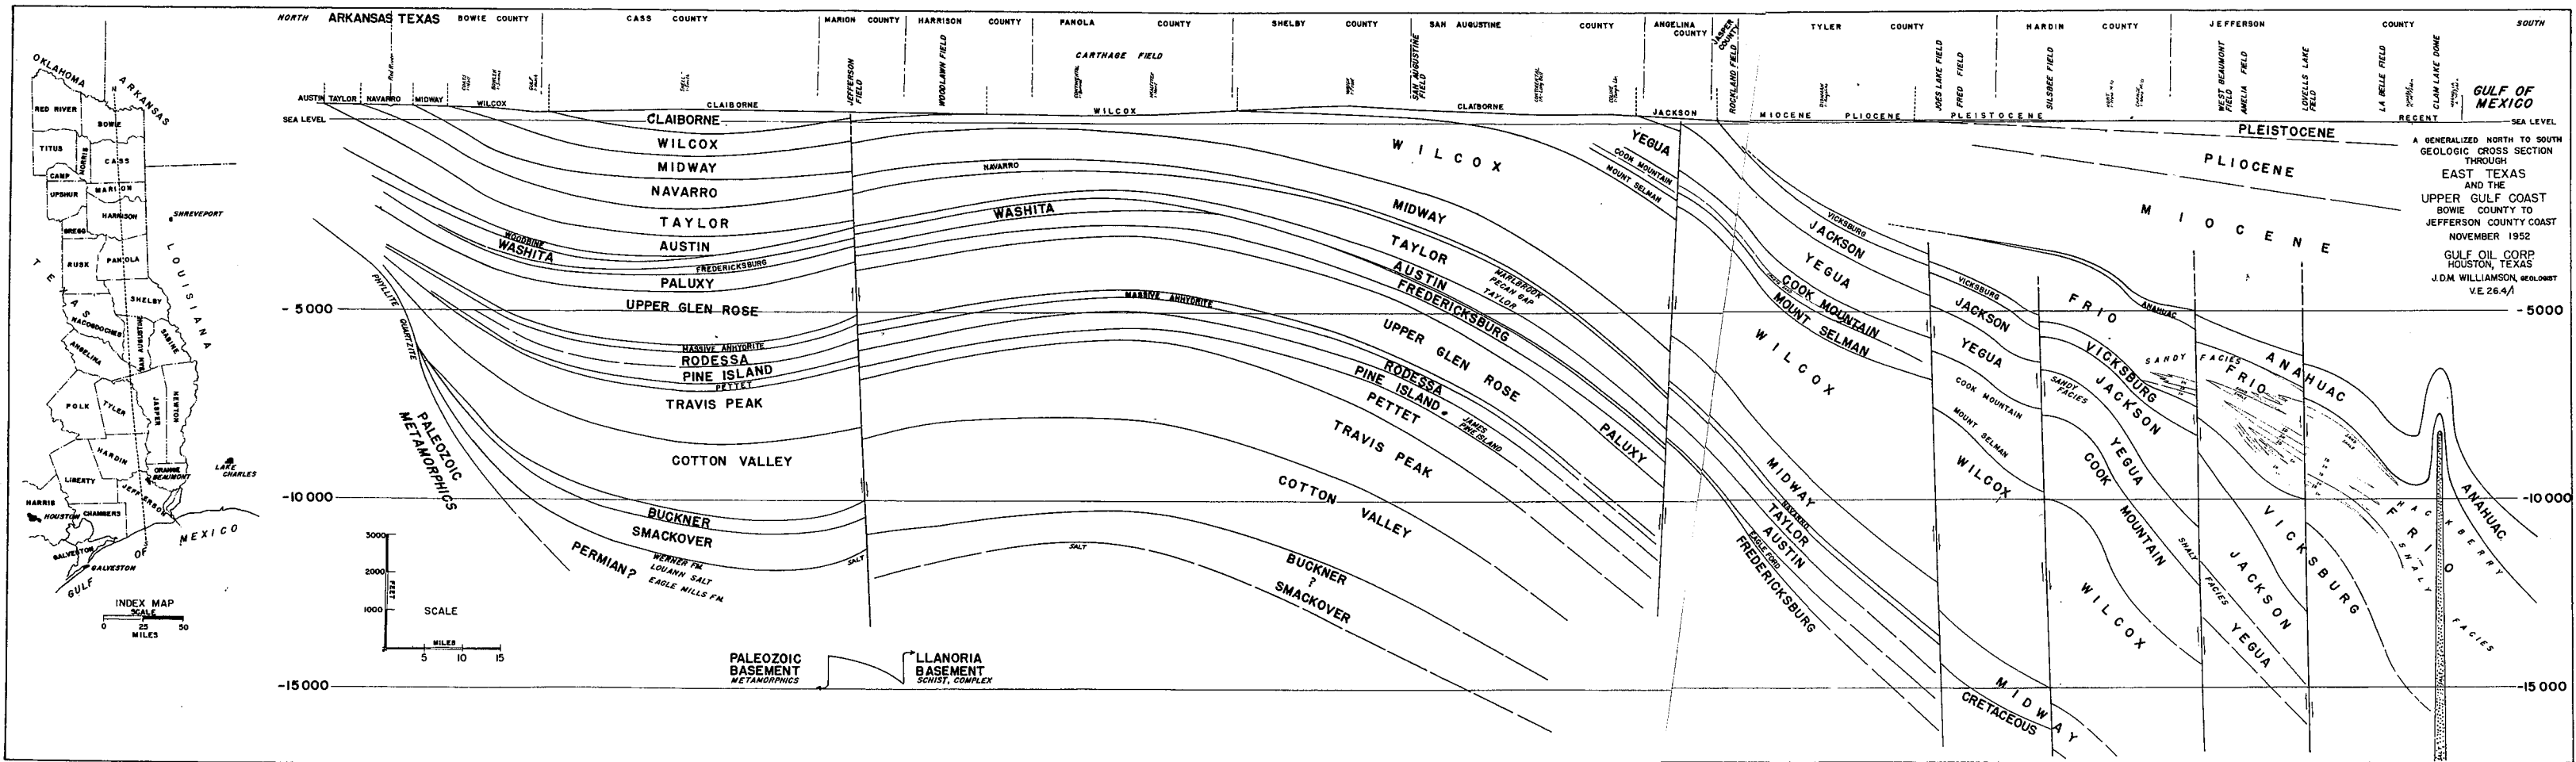 NORTH
ARKANSAS TEXAS
BOWIE COUNTY
CASS COUNTY
MARION COUNTY
HARRISON COUNTY
PANOLA COUNTY
SHELBY COUNTY
SAN AUGUSTINE COUNTY
ANGELINA COUNTY
JASPER COUNTY
TYLER COUNTY
HARDIN COUNTY
JEFFERSON COUNTY
SOUTH
Red River
JEFFERSON FIELD
WOODLAWN FIELD
CARTHAGE FIELD
SAN AUGUSTINE FIELD
ROCKLAND FIELD
JOES LAKE FIELD
FRED FIELD
SILSBEE FIELD
WEST BEAUMONT FIELD
AMELIA FIELD
LOVELLS LAKE FIELD
LA BELLE FIELD
CLAM LAKE DOME
GULF OF MEXICO
AUSTIN
TAYLOR
NAVARRO
MIDWAY
WILCOX
CLAIBORNE
WILCOX
CLAIBORNE
JACKSON
MIOCENE
PLIOCENE
PLEISTOCENE
RECENT
SEA LEVEL
SEA LEVEL
A GENERALIZED NORTH TO SOUTH
GEOLOGIC CROSS SECTION
THROUGH
EAST TEXAS
AND THE
UPPER GULF COAST
BOWIE COUNTY TO
JEFFERSON COUNTY COAST
NOVEMBER 1952
GULF OIL CORP.
HOUSTON, TEXAS
J.D.M. WILLIAMSON, GEOLOGIST
V.E. 26.4/1
OKLAHOMA
ARKANSAS
N
RED RIVER
BOWIE
TITUS
MORRIS
CASS
CAMP
UPSHUR
MARION
HARRISON
SHREVEPORT
GREGG
LOUISIANA
TEXAS
RUSK
PANOLA
SHELBY
NACOGDOCHES
SAN AUGUSTINE
SABINE
ANGELINA
POLK
TYLER
JASPER
NEWTON
HARDIN
LIBERTY
ORANGE
BEAUMONT
LAKE CHARLES
JEFFERSON
HARRIS
HOUSTON
CHAMBERS
GALVESTON
GALVESTON
GULF OF MEXICO
INDEX MAP
SCALE
0 25 50
MILES
CLAIBORNE
WILCOX
MIDWAY
NAVARRO
TAYLOR
AUSTIN
WOODBINE
WASHITA
FREDERICKSBURG
PALUXY
UPPER GLEN ROSE
MASSIVE ANHYDRITE
RODESSA
PINE ISLAND
PETTET
TRAVIS PEAK
COTTON VALLEY
BUCKNER
SMACKOVER
WERNER FM.
LOUANN SALT
EAGLE MILLS FM.
PERMIAN?
PHYLLITE
QUARTZITE
PALEOZOIC
METAMORPHICS
SALT
-5000
-10000
-15000
3000
2000
1000
FEET
SCALE
MILES
5 10 15
PALEOZOIC
BASEMENT
METAMORPHICS
LLANORIA
BASEMENT
SCHIST, COMPLEX
NAVARRO
WASHITA
MASSIVE ANHYDRITE
SALT
WILCOX
MIDWAY
TAYLOR
AUSTIN
FREDERICKSBURG
MARLBROOK
PECAN GAP
TAYLOR
UPPER GLEN ROSE
RODESSA
PINE ISLAND
JAMES
PINE ISLAND
PETTET
PALUXY
TRAVIS PEAK
COTTON VALLEY
BUCKNER
?
SMACKOVER
YEGUA
COOK MOUNTAIN
MOUNT SELMAN
VICKSBURG
JACKSON
YEGUA
COOK MOUNTAIN
MOUNT SELMAN
WILCOX
MIDWAY
NAVARRO
TAYLOR
AUSTIN
EAGLE FORD
FREDERICKSBURG
VICKSBURG
JACKSON
YEGUA
COOK MOUNTAIN
MOUNT SELMAN
WILCOX
MIDWAY
CRETACEOUS
PLEISTOCENE
PLIOCENE
MIOCENE
FRIO
ANAHUAC
VICKSBURG
SANDY FACIES
JACKSON
YEGUA
COOK MOUNTAIN
WILCOX
SANDY FACIES
FRIO
ANAHUAC
SHALY FACIES
VICKSBURG
JACKSON
YEGUA
HACKBERRY
FRIO
SHALY FACIES
ANAHUAC
SALT
-5000
-10000
-15000